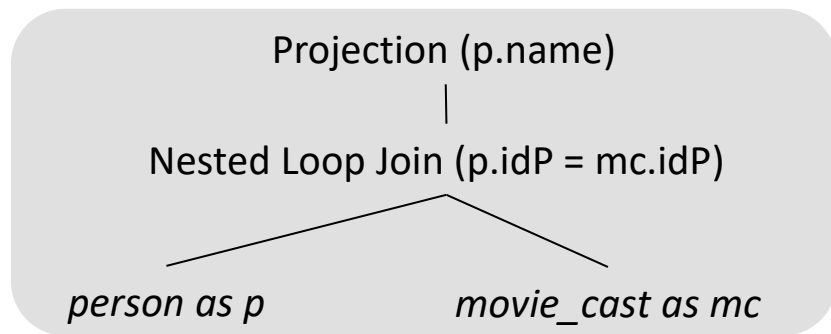 Projection (p.name)
Nested Loop Join (p.idP = mc.idP)
person as p
movie_cast as mc